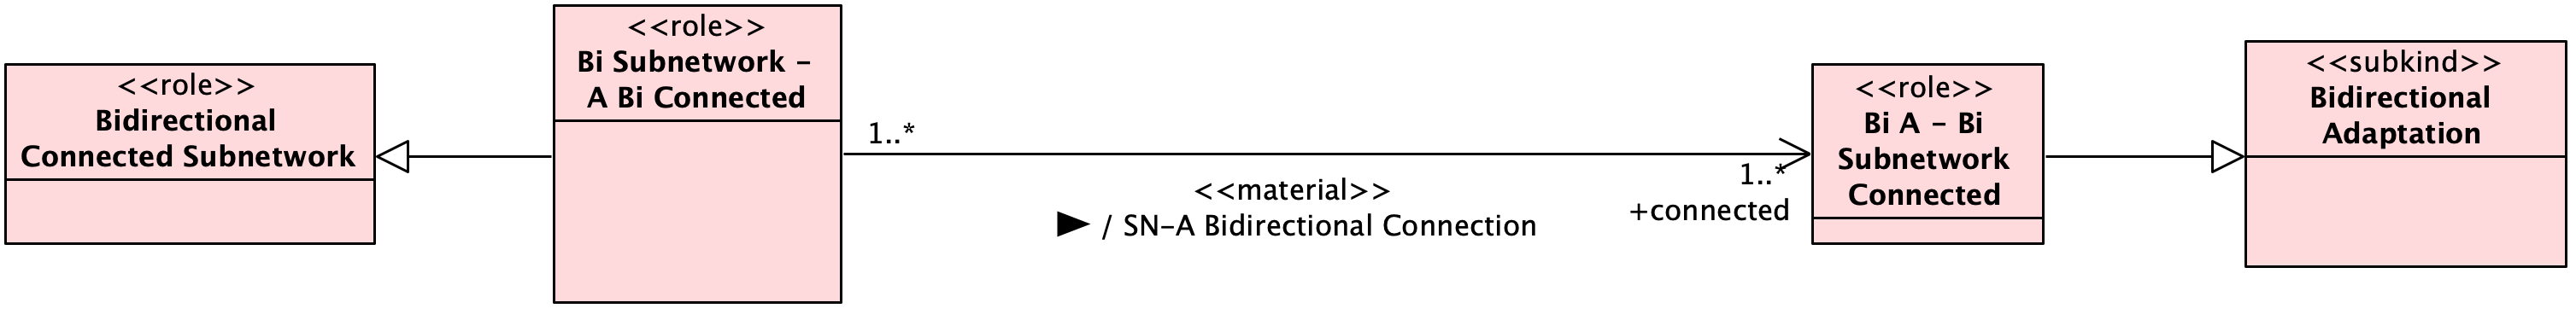 <<role>>
Bidirectional
Connected Subnetwork
<<role>>
Bi Subnetwork -
A Bi Connected
1..*
<<material>>
/ SN-A Bidirectional Connection
1..*
+connected
<<role>>
Bi A - Bi
Subnetwork
Connected
<<subkind>>
Bidirectional
Adaptation